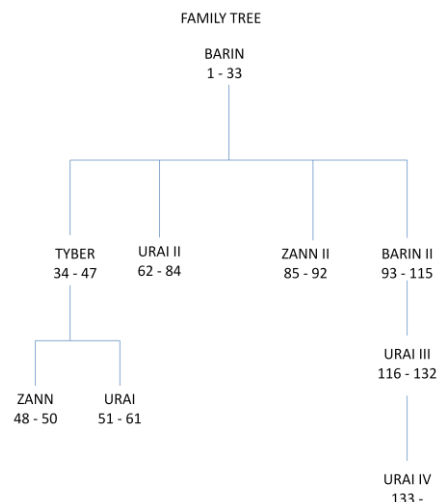 FAMILY TREE
BARIN
1 - 33
TYBER
34 - 47
URAI II
62 - 84
ZANN II
85 - 92
BARIN II
93 - 115
ZANN
48 - 50
URAI
51 - 61
URAI III
116 - 132
URAI IV
133 -